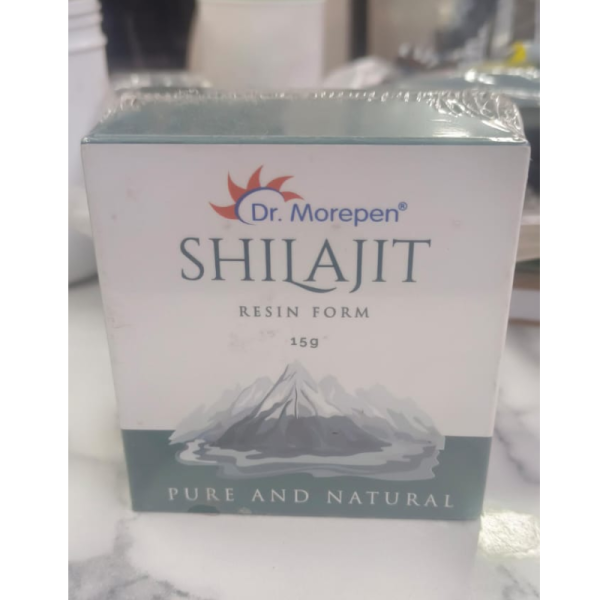 Dr. Morepen®
SHILAJIT
RESIN FORM
15g
PURE AND NATURAL